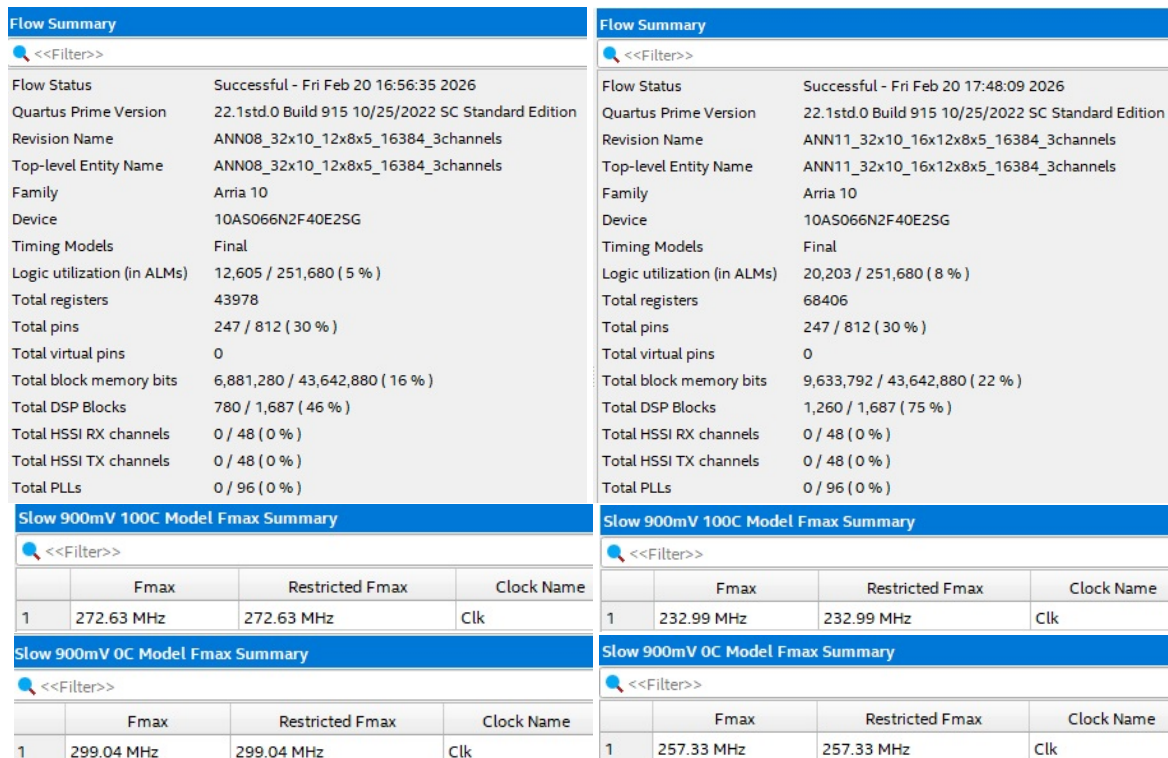 Flow Summary
<<Filter>>
Flow Status Successful - Fri Feb 20 16:56:35 2026
Quartus Prime Version 22.1std.0 Build 915 10/25/2022 SC Standard Edition
Revision Name ANN08_32x10_12x8x5_16384_3channels
Top-level Entity Name ANN08_32x10_12x8x5_16384_3channels
Family Arria 10
Device 10AS066N2F40E2SG
Timing Models Final
Logic utilization (in ALMs) 12,605 / 251,680 ( 5 % )
Total registers 43978
Total pins 247 / 812 ( 30 % )
Total virtual pins 0
Total block memory bits 6,881,280 / 43,642,880 ( 16 % )
Total DSP Blocks 780 / 1,687 ( 46 % )
Total HSSI RX channels 0 / 48 ( 0 % )
Total HSSI TX channels 0 / 48 ( 0 % )
Total PLLs 0 / 96 ( 0 % )
Slow 900mV 100C Model Fmax Summary
<<Filter>>
Fmax Restricted Fmax Clock Name
1 272.63 MHz 272.63 MHz Clk
Slow 900mV 0C Model Fmax Summary
<<Filter>>
Fmax Restricted Fmax Clock Name
1 299.04 MHz 299.04 MHz Clk
Flow Summary
<<Filter>>
Flow Status Successful - Fri Feb 20 17:48:09 2026
Quartus Prime Version 22.1std.0 Build 915 10/25/2022 SC Standard Edition
Revision Name ANN11_32x10_16x12x8x5_16384_3channels
Top-level Entity Name ANN11_32x10_16x12x8x5_16384_3channels
Family Arria 10
Device 10AS066N2F40E2SG
Timing Models Final
Logic utilization (in ALMs) 20,203 / 251,680 ( 8 % )
Total registers 68406
Total pins 247 / 812 ( 30 % )
Total virtual pins 0
Total block memory bits 9,633,792 / 43,642,880 ( 22 % )
Total DSP Blocks 1,260 / 1,687 ( 75 % )
Total HSSI RX channels 0 / 48 ( 0 % )
Total HSSI TX channels 0 / 48 ( 0 % )
Total PLLs 0 / 96 ( 0 % )
Slow 900mV 100C Model Fmax Summary
<<Filter>>
Fmax Restricted Fmax Clock Name
1 232.99 MHz 232.99 MHz Clk
Slow 900mV 0C Model Fmax Summary
<<Filter>>
Fmax Restricted Fmax Clock Name
1 257.33 MHz 257.33 MHz Clk